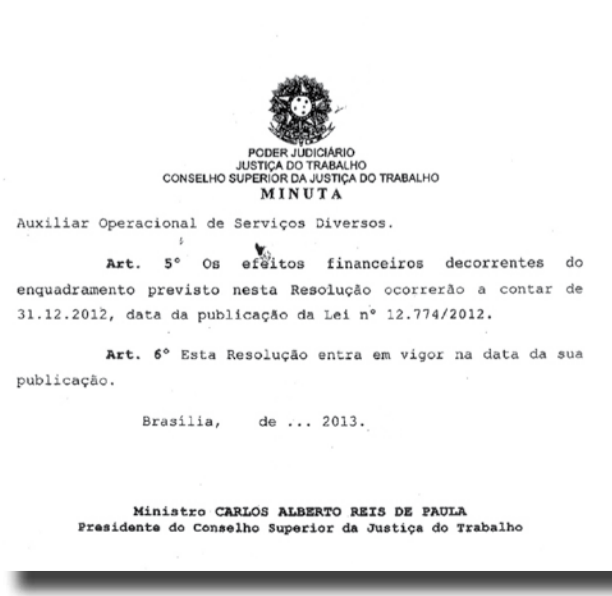 PODER JUDICIÁRIO
JUSTIÇA DO TRABALHO
CONSELHO SUPERIOR DA JUSTIÇA DO TRABALHO
MINUTA
Auxiliar Operacional de Serviços Diversos.
Art. 5º Os efeitos financeiros decorrentes do
enquadramento previsto nesta Resolução ocorrerão a contar de
31.12.2012, data da publicação da Lei nº 12.774/2012.
Art. 6º Esta Resolução entra em vigor na data da sua
publicação.
Brasília, de ... 2013.
Ministro CARLOS ALBERTO REIS DE PAULA
Presidente do Conselho Superior da Justiça do Trabalho